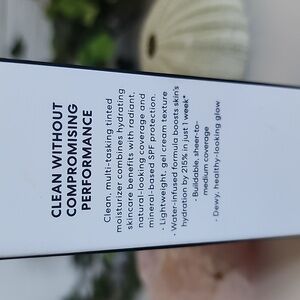 CLEAN WITHOUT
COMPROMISING
PERFORMANCE
Clean, multi-tasking tinted
moisturizer combines hydrating
skincare benefits with radiant,
natural-looking coverage and
mineral-based SPF protection.
• Lightweight, gel cream texture
• Water-infused formula boosts skin's
hydration by 215% in just 1 week*
• Buildable, sheer-to-
medium coverage
• Dewy, healthy-looking glow